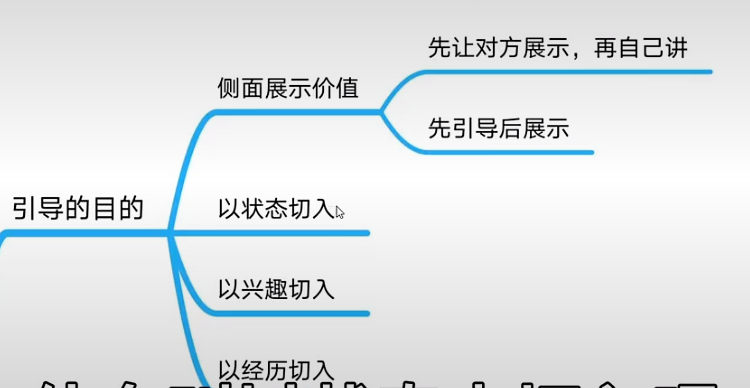 先让对方展示，再自己讲
侧面展示价值
先引导后展示
引导的目的
以状态切入
以兴趣切入
以经历切入